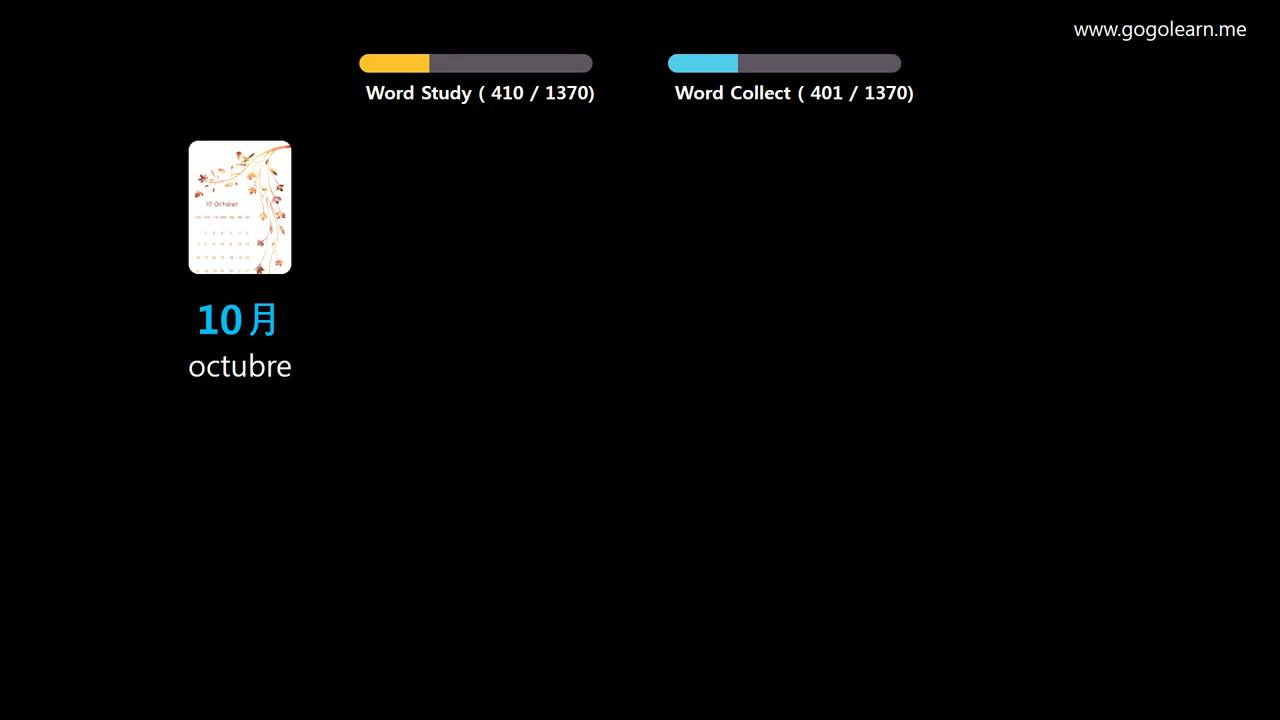 www.gogolearn.me
Word Study ( 410 / 1370)
Word Collect ( 401 / 1370)
10 October
10月
octubre